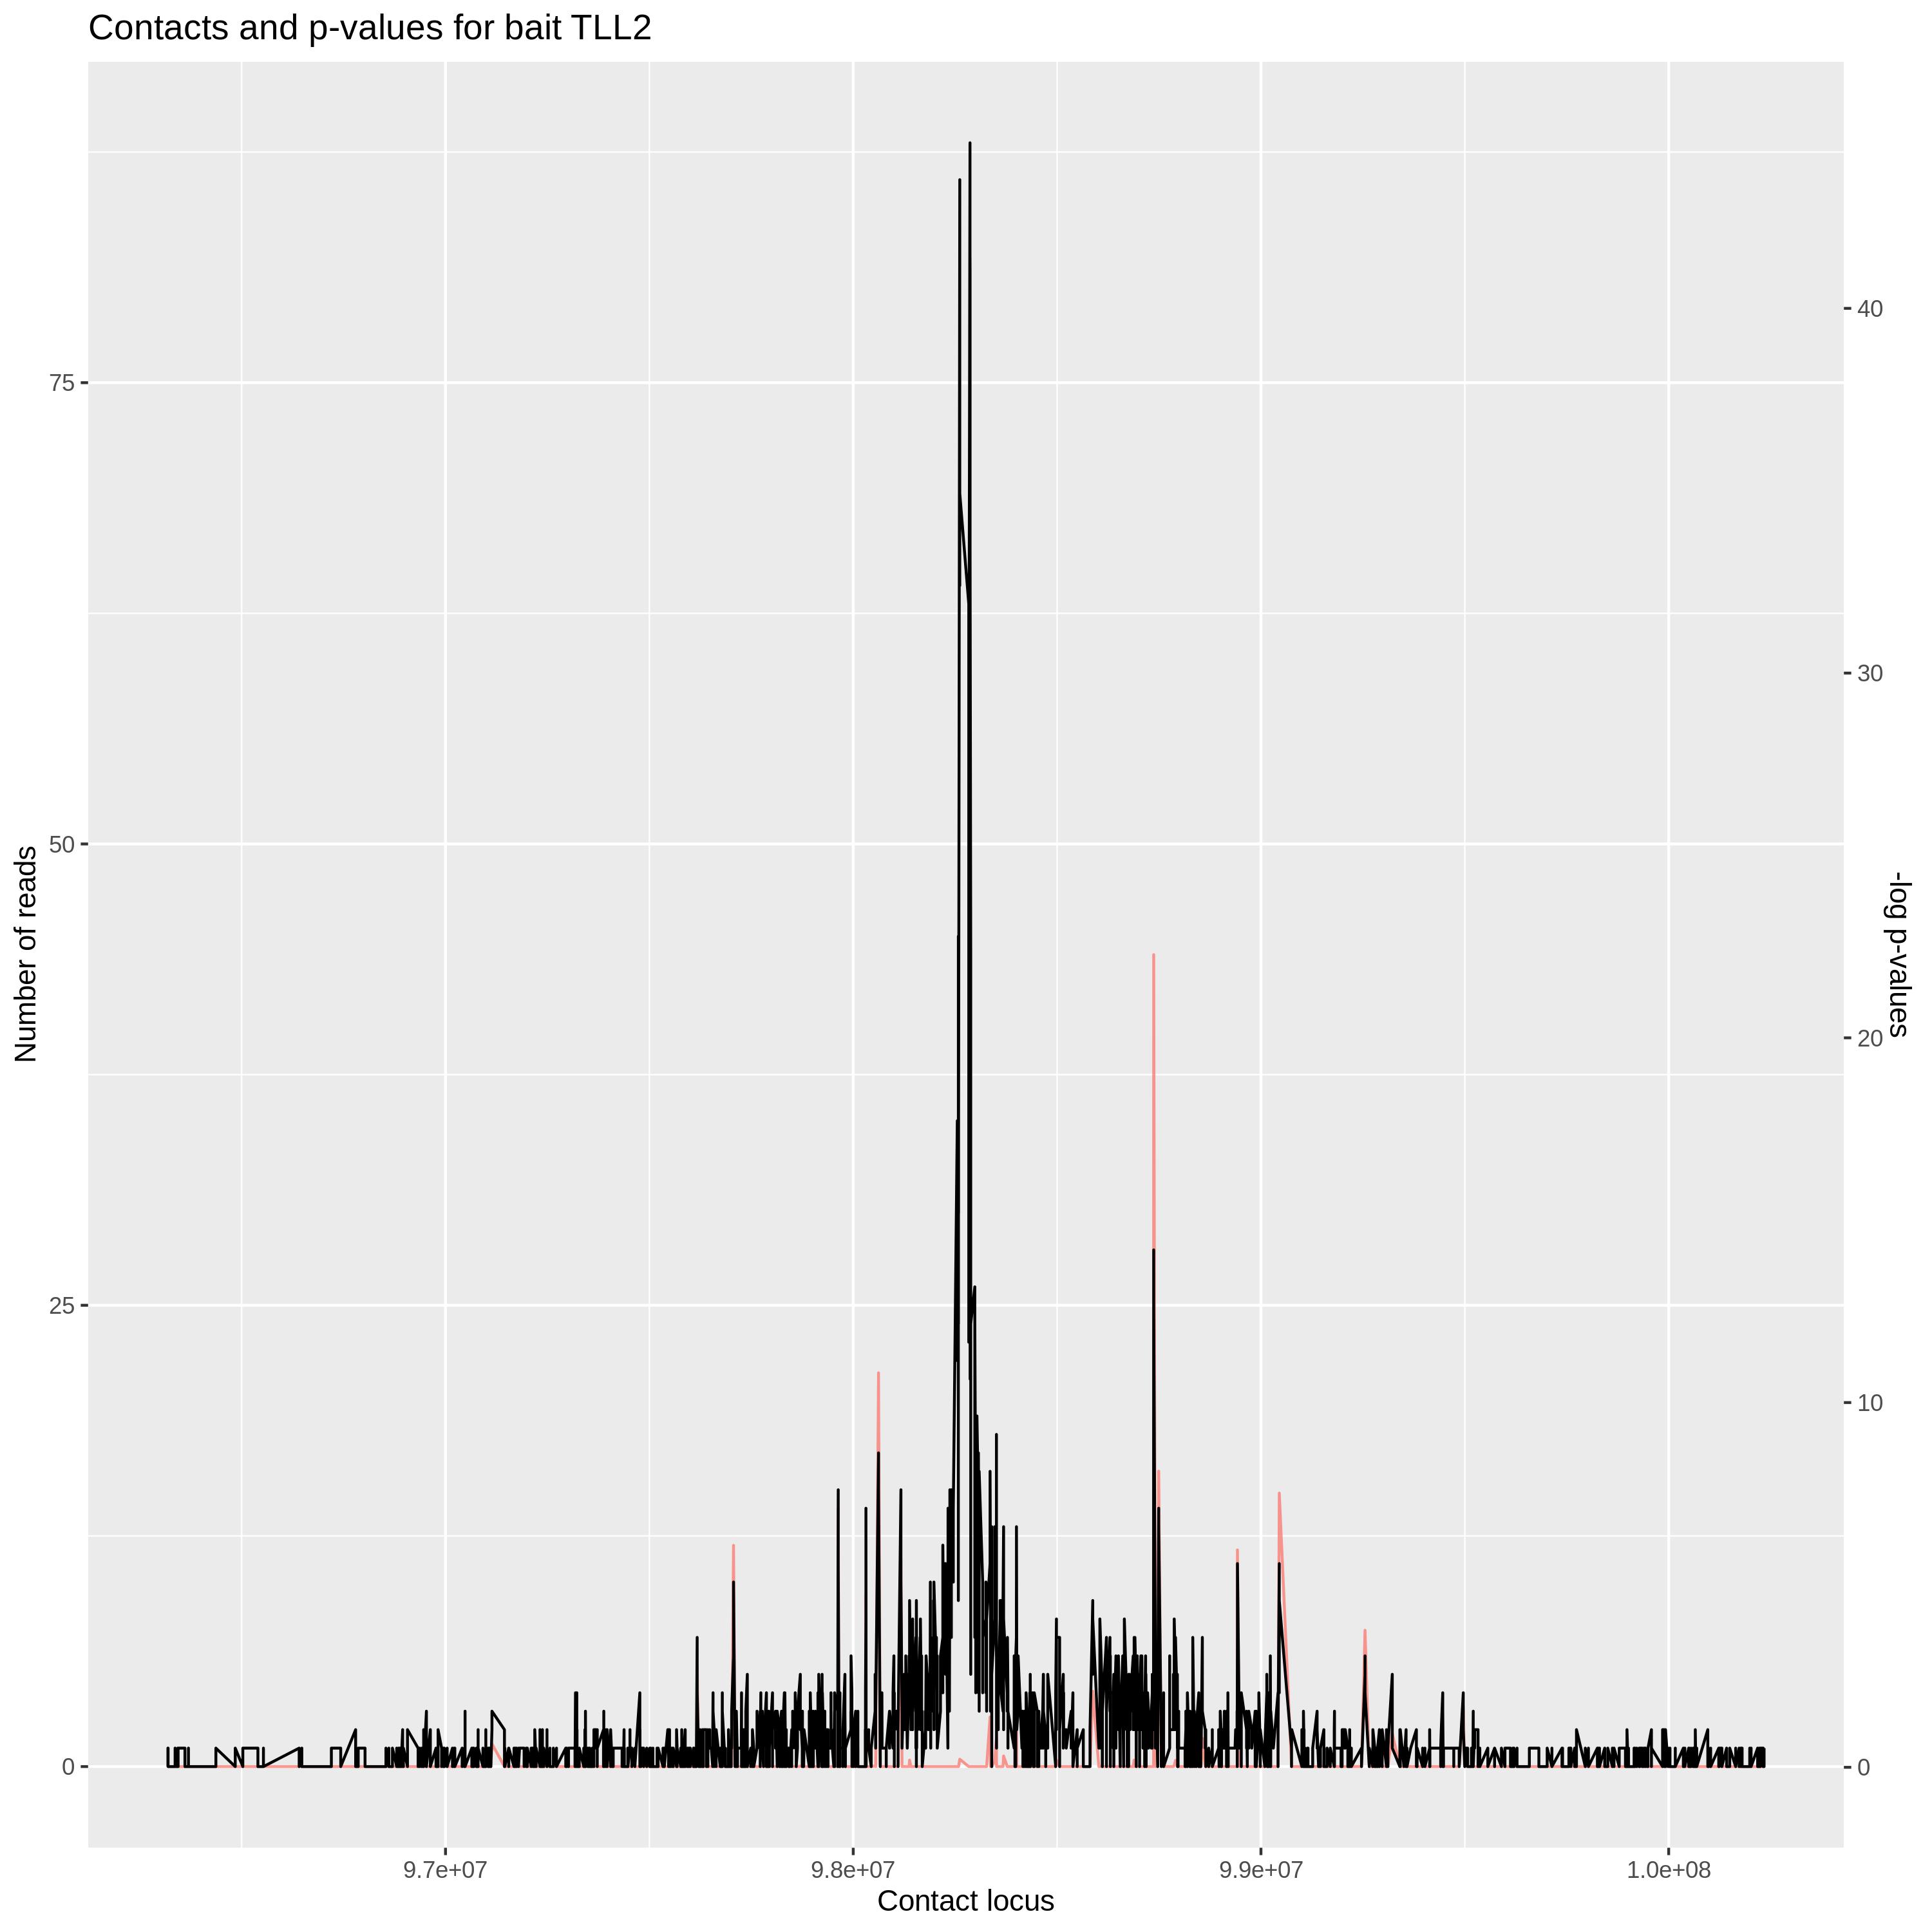 Contacts and p-values for bait TLL2
75
50
25
0
Number of reads
40
30
20
10
0
-log p-values
9.7e+07
9.8e+07
9.9e+07
1.0e+08
Contact locus